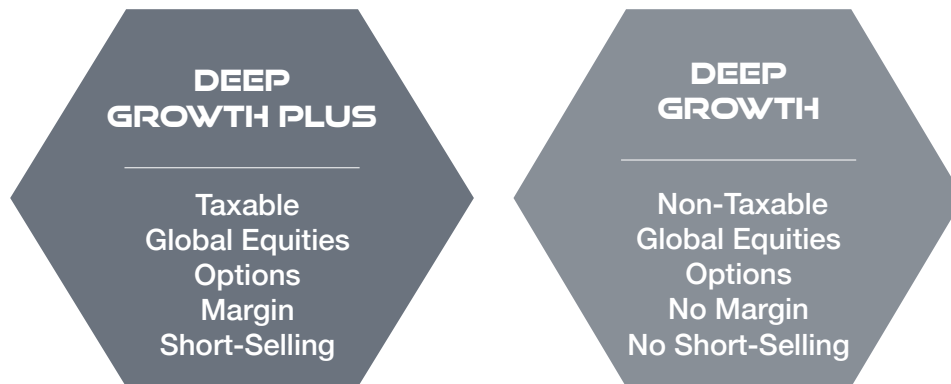 DEEP
GROWTH PLUS
Taxable
Global Equities
Options
Margin
Short-Selling
DEEP
GROWTH
Non-Taxable
Global Equities
Options
No Margin
No Short-Selling